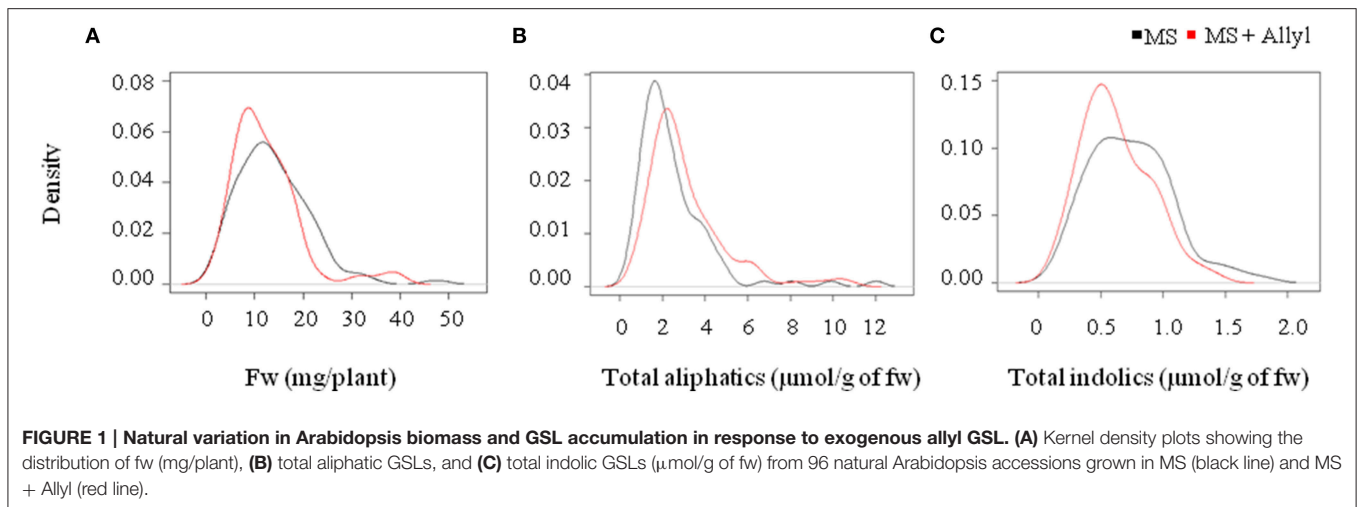 A
B
C
■MS ■ MS + Allyl
Density
0.08
0.06
0.04
0.02
0.00
0 10 20 30 40 50
Fw (mg/plant)
0.04
0.03
0.02
0.01
0.00
0 2 4 6 8 10 12
Total aliphatics (µmol/g of fw)
0.15
0.10
0.05
0.00
0 0.5 1.0 1.5 2.0
Total indolics (µmol/g of fw)
FIGURE 1 | Natural variation in Arabidopsis biomass and GSL accumulation in response to exogenous allyl GSL. (A) Kernel density plots showing the
distribution of fw (mg/plant), (B) total aliphatic GSLs, and (C) total indolic GSLs (µmol/g of fw) from 96 natural Arabidopsis accessions grown in MS (black line) and MS
+ Allyl (red line).